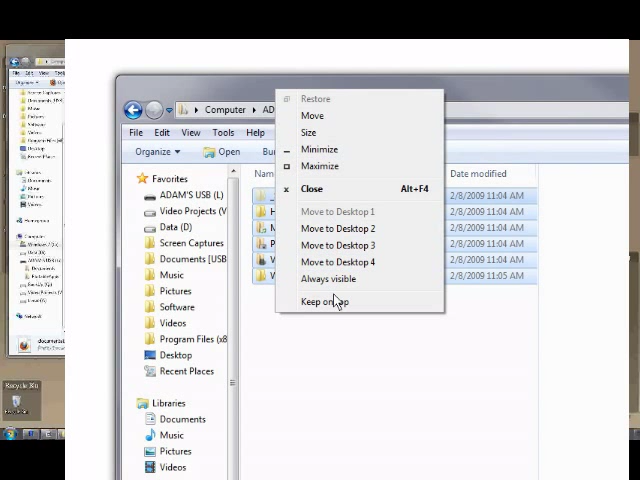 Computer
AD
File Edit View Tools Help
Organize Open Bu
Restore
Move
Size
Minimize
Maximize
Close Alt+F4
Move to Desktop 1
Move to Desktop 2
Move to Desktop 3
Move to Desktop 4
Always visible
Keep on top
Date modified
2/8/2009 11:04 AM
2/8/2009 11:04 AM
2/8/2009 11:04 AM
2/8/2009 11:04 AM
2/8/2009 11:04 AM
2/8/2009 11:05 AM
Favorites
ADAM'S USB (L)
Video Projects (V
Data (D)
Screen Captures
Documents [USB
Music
Pictures
Software
Videos
Program Files (x8
Desktop
Recent Places
Libraries
Documents
Music
Pictures
Videos
Recycle Bin